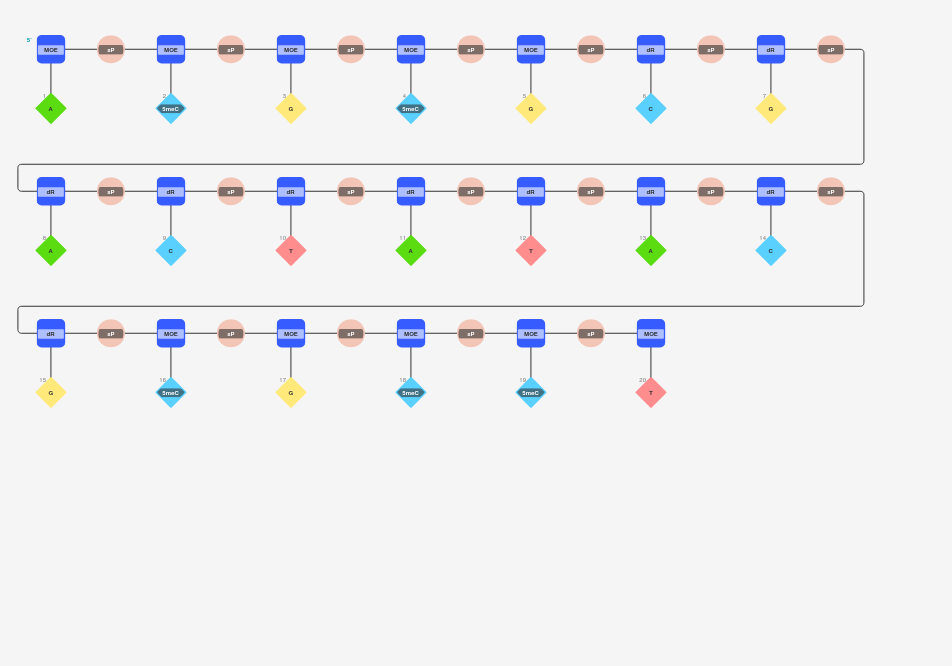 5'
MOE sP MOE sP MOE sP MOE sP MOE sP dR sP dR sP
1 2 3 4 5 6 7
A 5meC G 5meC G C G
dR sP dR sP dR sP dR sP dR sP dR sP dR sP
8 9 10 11 12 13 14
A C T A T A C
dR sP MOE sP MOE sP MOE sP MOE sP MOE
15 16 17 18 19 20
G 5meC G 5meC 5meC T